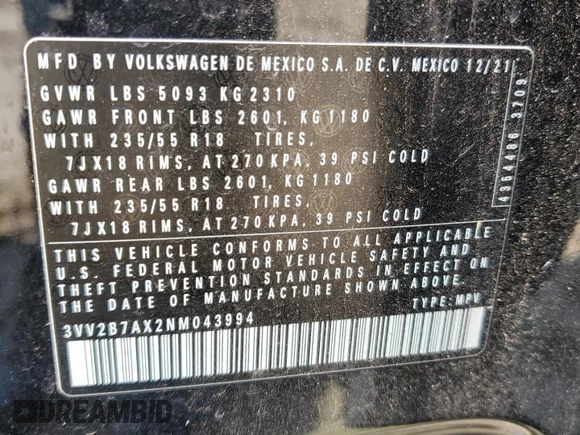 MFD BY VOLKSWAGEN DE MEXICO S.A. DE C.V. MEXICO 12/21
GVWR LBS 5093 KG 2310
GAWR FRONT LBS 2601, KG 1180
WITH 235/55 R18 TIRES,
7JX18 RIMS, AT 270 KPA, 39 PSI COLD
GAWR REAR LBS 2601, KG 1180
WITH 235/55 R18 TIRES,
7JX18 RIMS, AT 270 KPA, 39 PSI COLD
THIS VEHICLE CONFORMS TO ALL APPLICABLE
U.S. FEDERAL MOTOR VEHICLE SAFETY AND
THEFT PREVENTION STANDARDS IN EFFECT ON
THE DATE OF MANUFACTURE SHOWN ABOVE.
3VV2B7AX2NM043994 TYPE: MPV
4364486 3709
DREAMBID